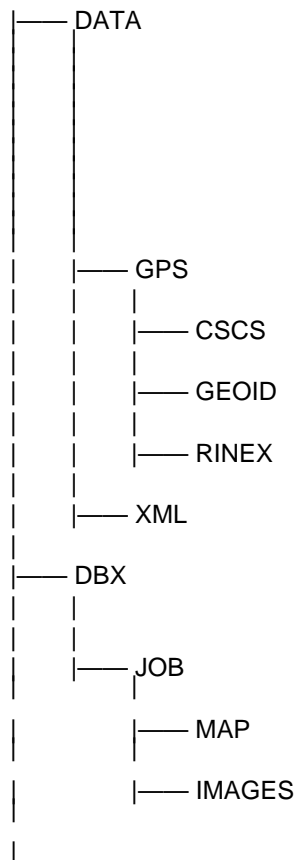 DATA
GPS
CSCS
GEOID
RINEX
XML
DBX
JOB
MAP
IMAGES